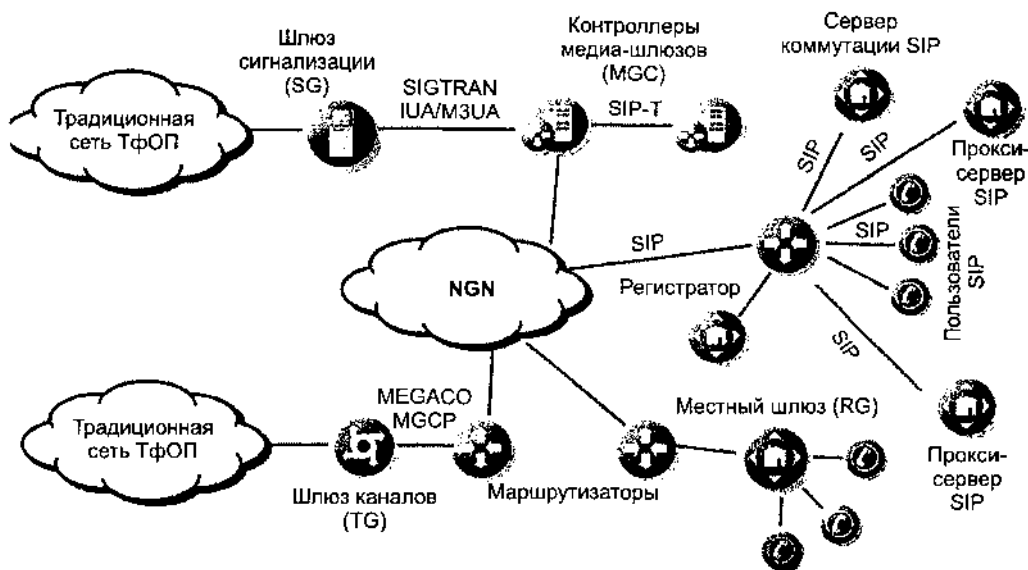 Шлюз
сигнализации
(SG)
Контроллеры
медиа-шлюзов
(MGC)
Сервер
коммутации SIP
Традиционная
сеть ТфОП
SIGTRAN
IUA/M3UA
SIP-T
SIP
SIP
Прокси-
сервер
SIP
NGN
SIP
SIP
Пользователи
SIP
Регистратор
SIP
Традиционная
сеть ТфОП
MEGACO
MGCP
Местный шлюз (RG)
Шлюз каналов
(TG)
Маршрутизаторы
Прокси-
сервер
SIP